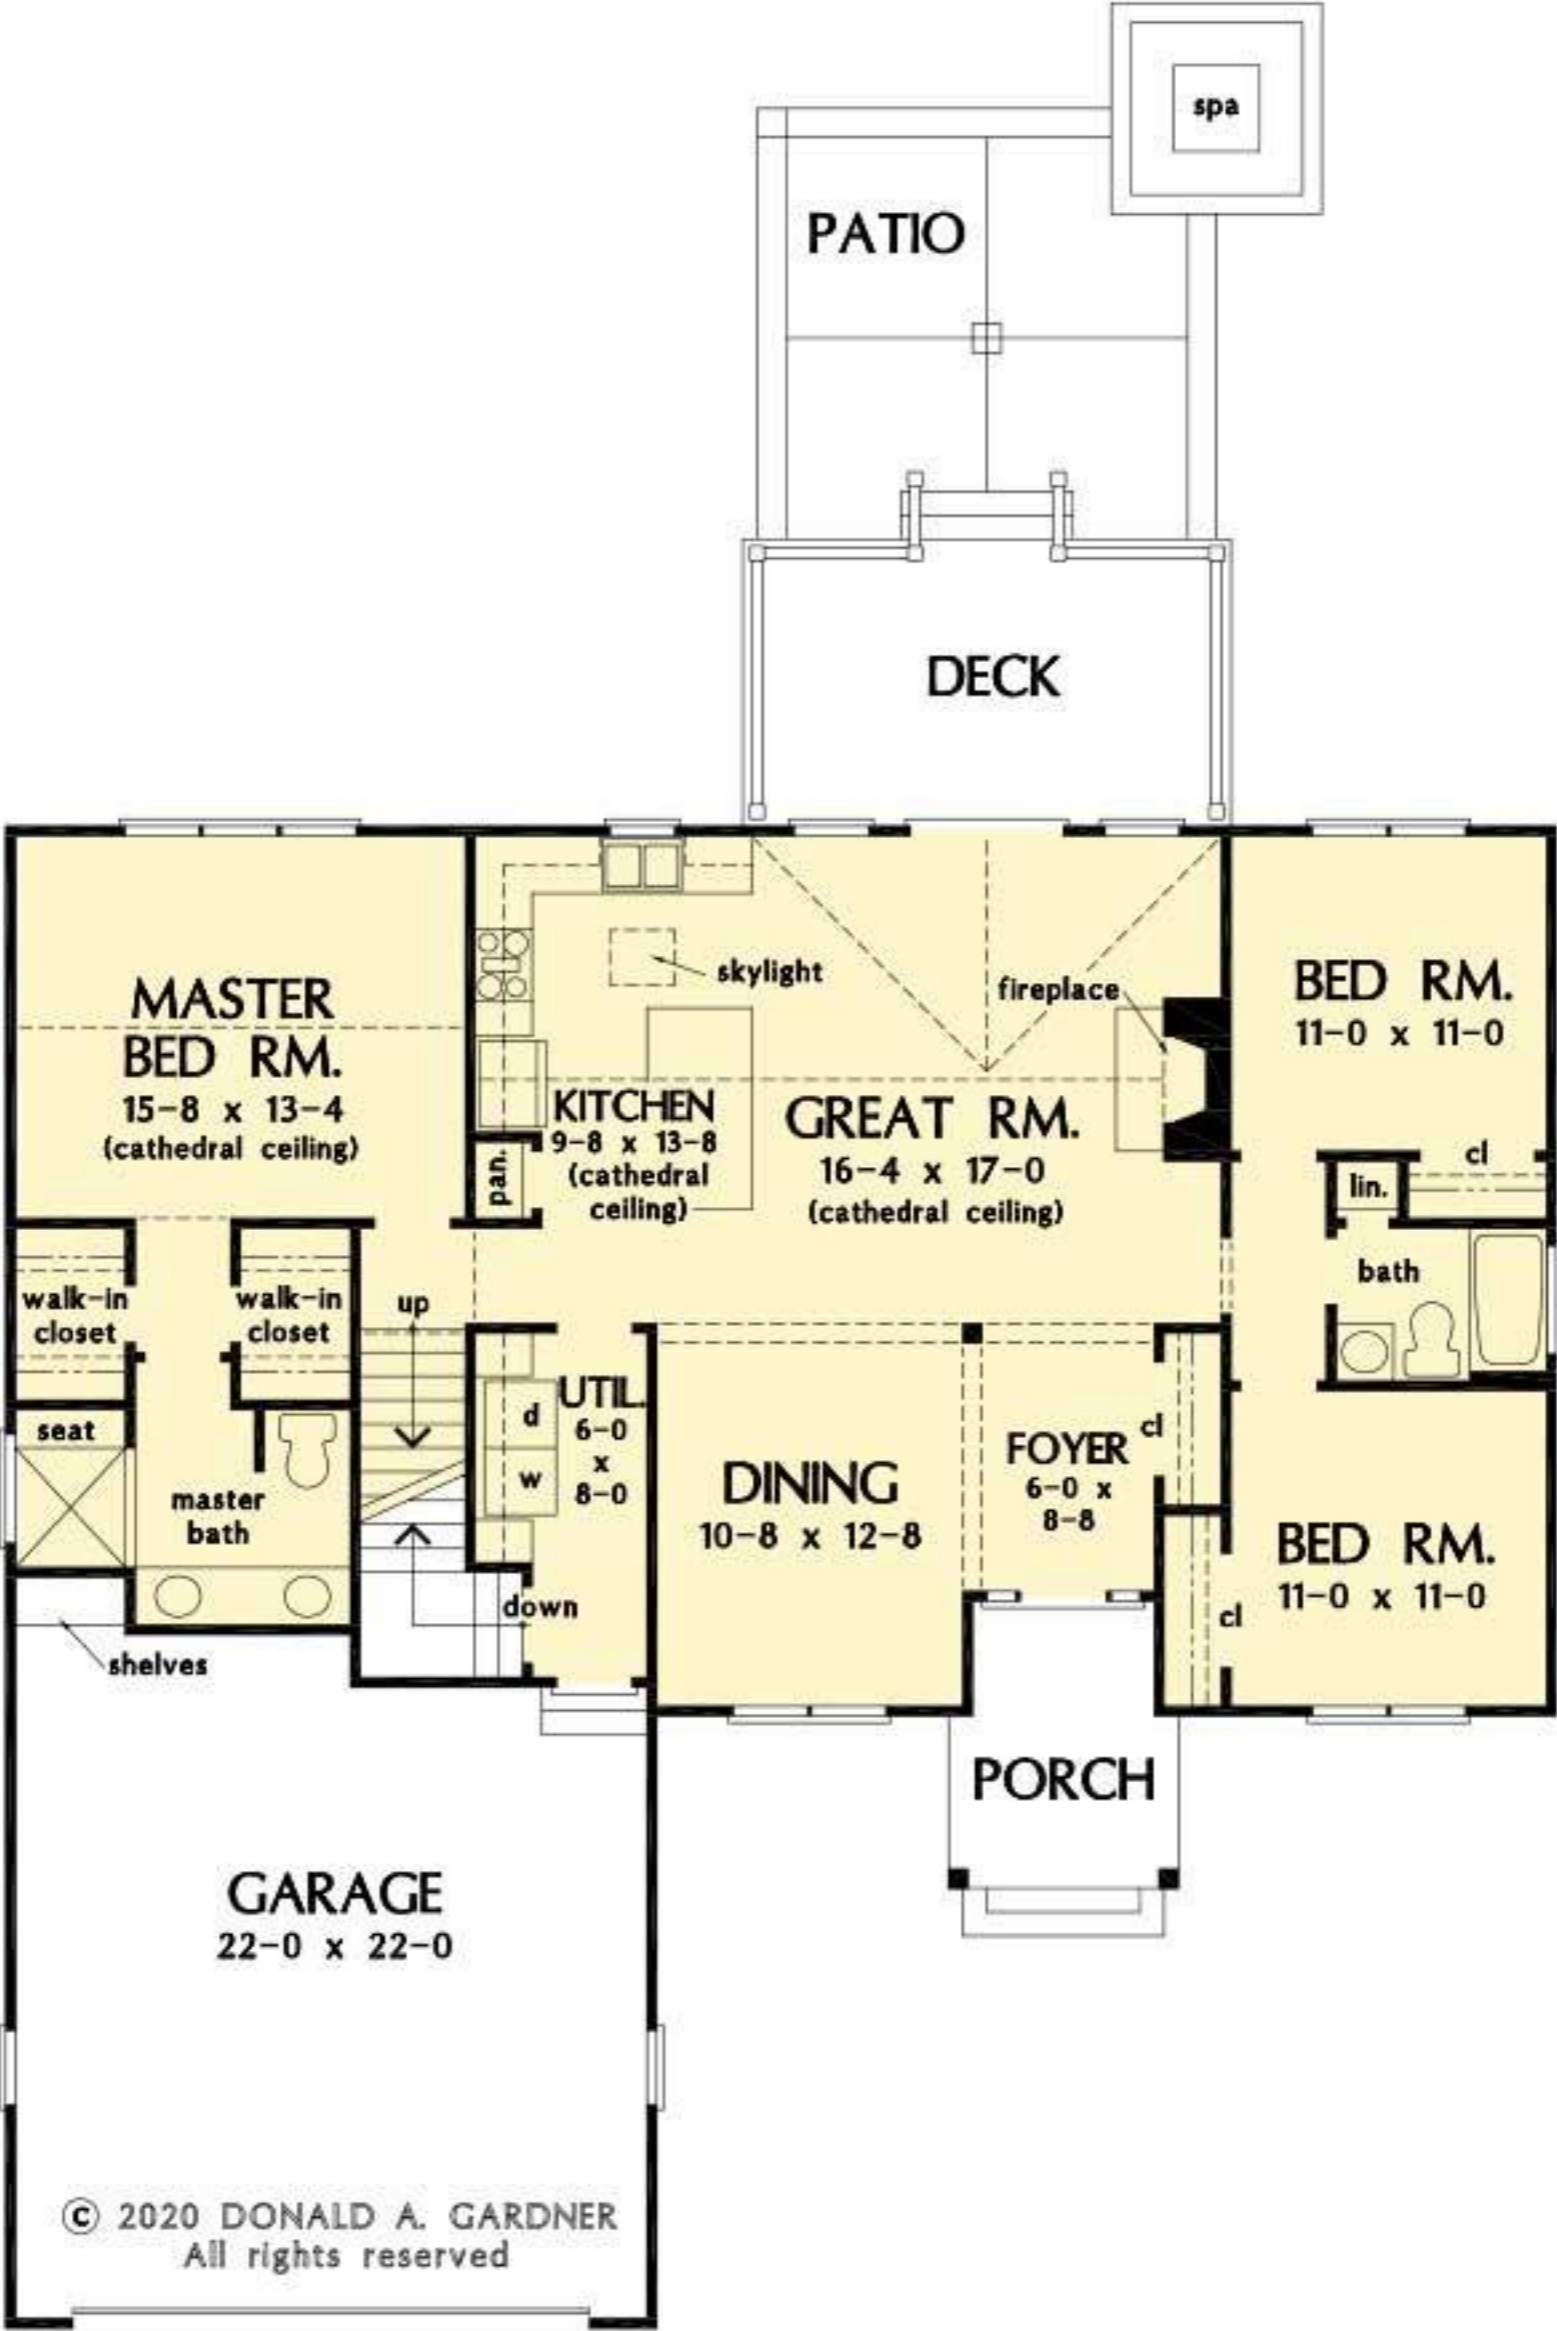 spa
PATIO
DECK
skylight
fireplace
MASTER
BED RM.
15-8 x 13-4
(cathedral ceiling)
KITCHEN
9-8 x 13-8
(cathedral
ceiling)
pan.
GREAT RM.
16-4 x 17-0
(cathedral ceiling)
BED RM.
11-0 x 11-0
cl
lin.
bath
walk-in
closet
walk-in
closet
up
seat
master
bath
d
w
UTIL.
6-0
x
8-0
down
DINING
10-8 x 12-8
FOYER
6-0 x
8-8
cl
cl
BED RM.
11-0 x 11-0
shelves
PORCH
GARAGE
22-0 x 22-0
© 2020 DONALD A. GARDNER
All rights reserved